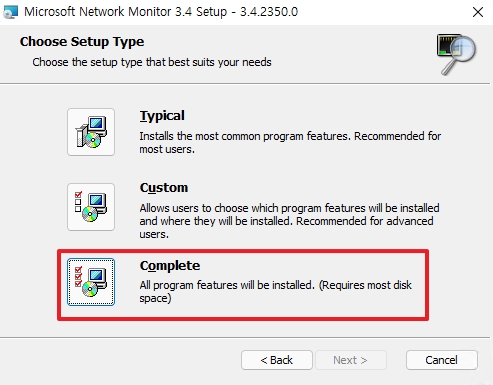 Microsoft Network Monitor 3.4 Setup - 3.4.2350.0
Choose Setup Type
Choose the setup type that best suits your needs
Typical
Installs the most common program features. Recommended for
most users.
Custom
Allows users to choose which program features will be installed
and where they will be installed. Recommended for advanced
users.
Complete
All program features will be installed. (Requires most disk
space)
< Back Next > Cancel